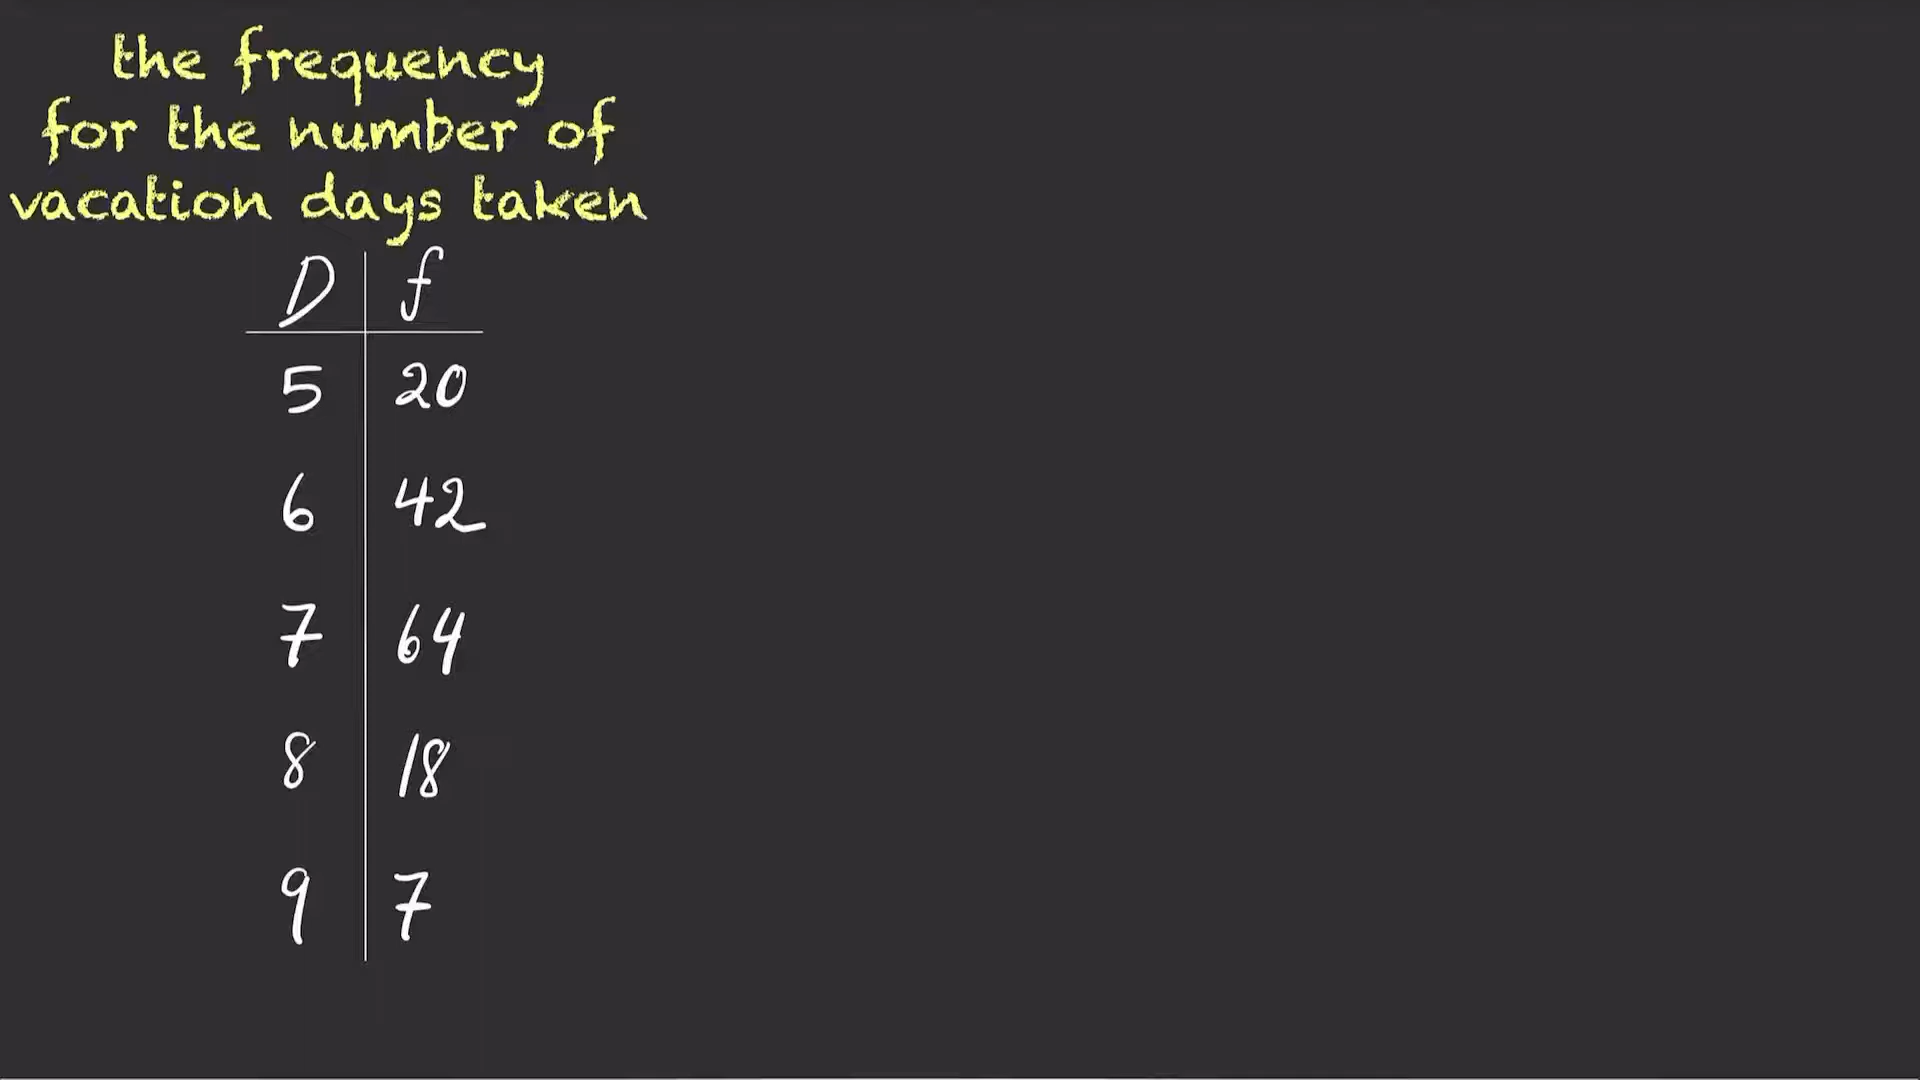 the frequency
for the number of
vacation days taken
D f
5 20
6 42
7 64
8 18
9 7